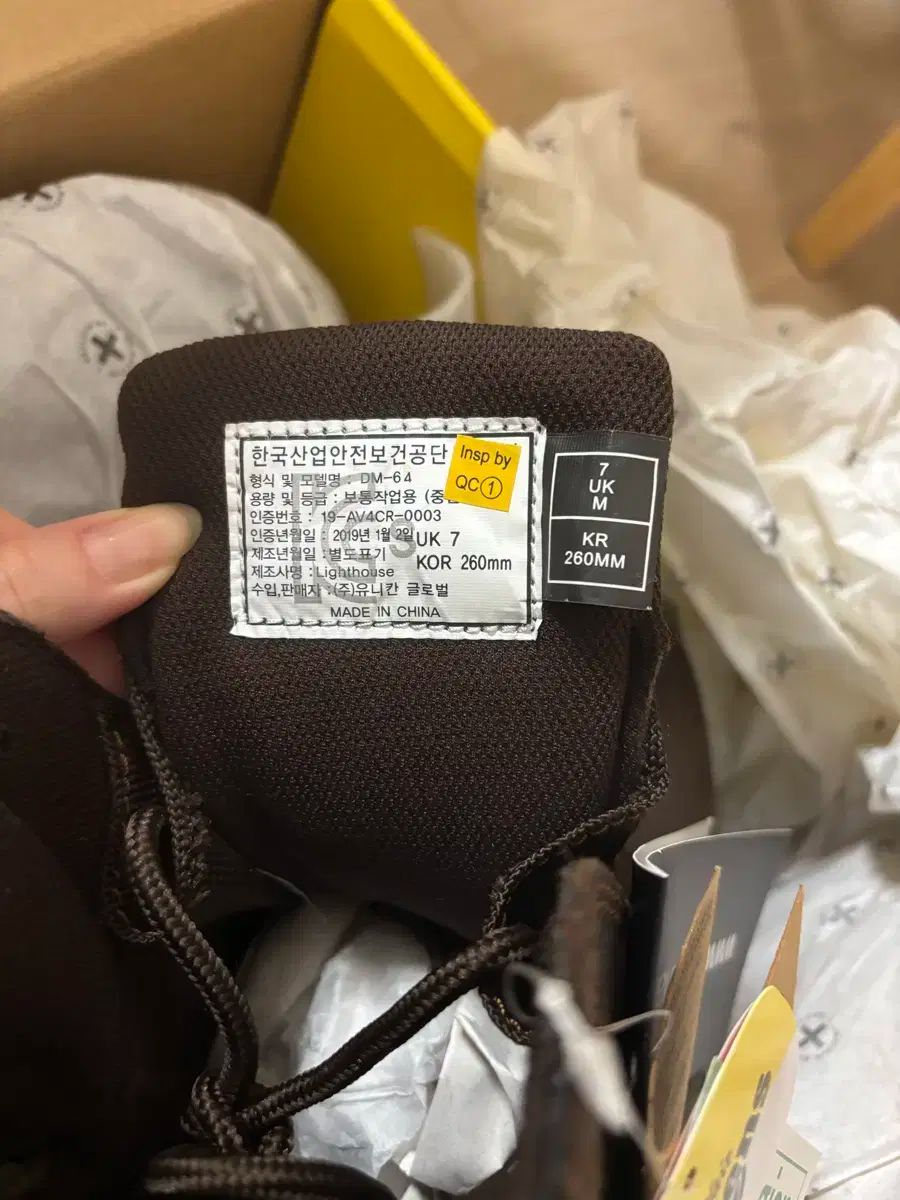 한국산업안전보건공단
Insp by
QC①
형식 및 모델명 : DM-64
용량 및 등급 : 보통작업용
인증번호 : 19-AV4CR-0003
인증년월일 : 2019년 1월 2일
UK 7
제조년월일 : 별도표기
KOR 260mm
제조사명 : Lighthouse
수입,판매자 : (주)유니칸 글로벌
MADE IN CHINA
7
UK
M
KR
260MM